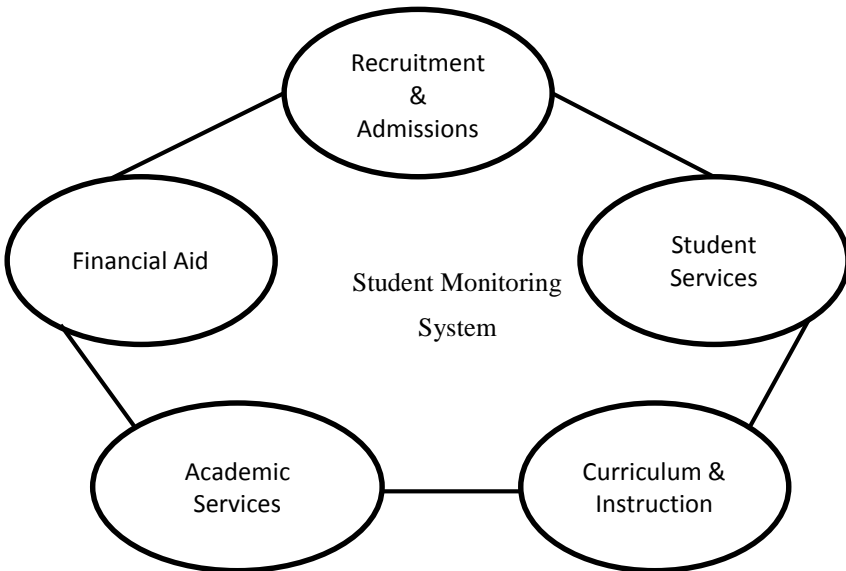 Recruitment
&
Admissions
Financial Aid
Student
Services
Student Monitoring
System
Academic
Services
Curriculum &
Instruction